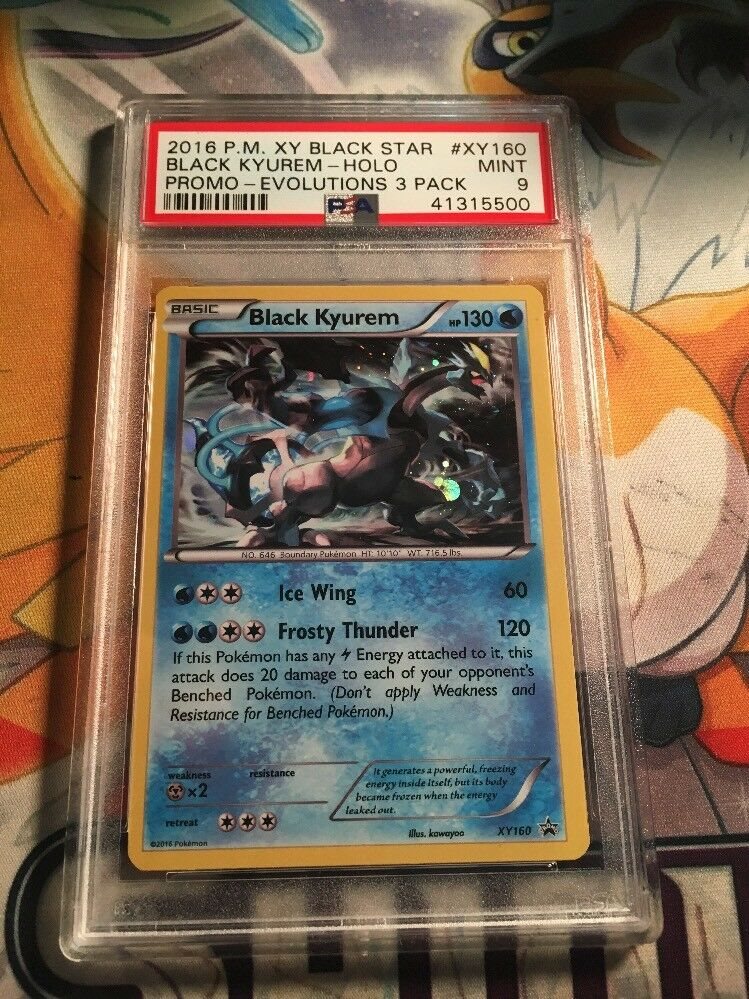 2016 P.M. XY BLACK STAR #XY160
BLACK KYUREM - HOLO MINT
PROMO - EVOLUTIONS 3 PACK 9
PSA 41315500
BASIC Black Kyurem HP130
NO. 646 Boundary Pokémon HT: 10'10" WT: 716.5 lbs.
Ice Wing 60
Frosty Thunder 120
If this Pokémon has any Energy attached to it, this
attack does 20 damage to each of your opponent's
Benched Pokémon. (Don't apply Weakness and
Resistance for Benched Pokémon.)
weakness resistance
×2
It generates a powerful, freezing
energy inside itself, but its body
became frozen when the energy
leaked out.
retreat
illus. kawayoo XY160
©2016 Pokémon